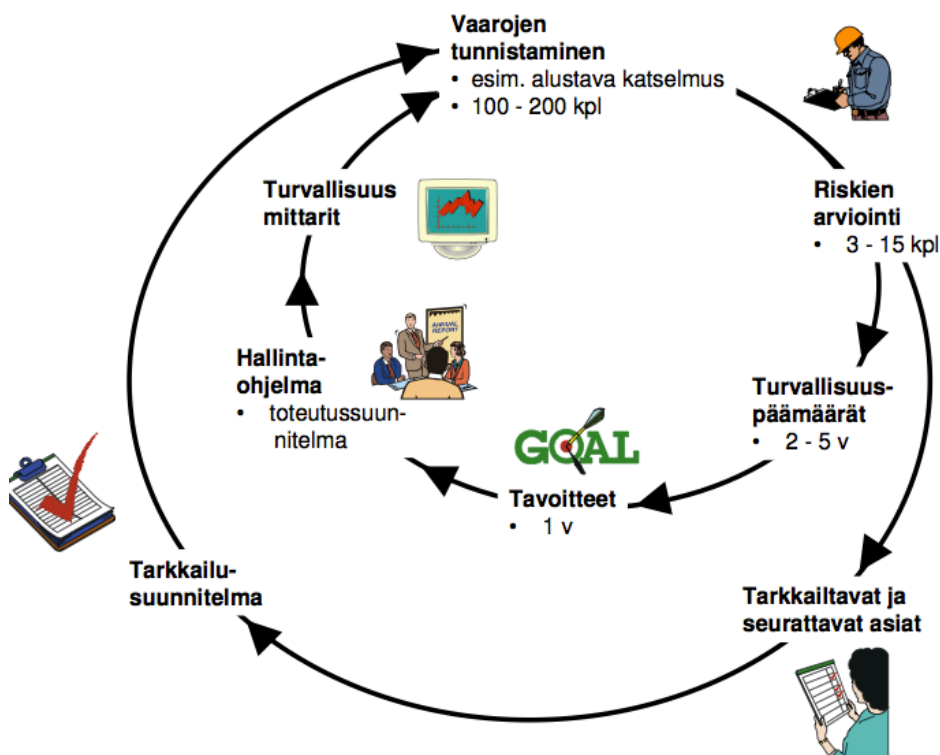 Vaarojen
tunnistaminen
• esim. alustava katselmus
• 100 - 200 kpl
Riskien
arviointi
• 3 - 15 kpl
Turvallisuus-
päämäärät
• 2 - 5 v
GOAL
Tavoitteet
• 1 v
Hallinta-
ohjelma
• toteutussuun-
nitelma
ANNUAL
REPORT
Turvallisuus
mittarit
Tarkkailtavat ja
seurattavat asiat
Tarkkailu-
suunnitelma